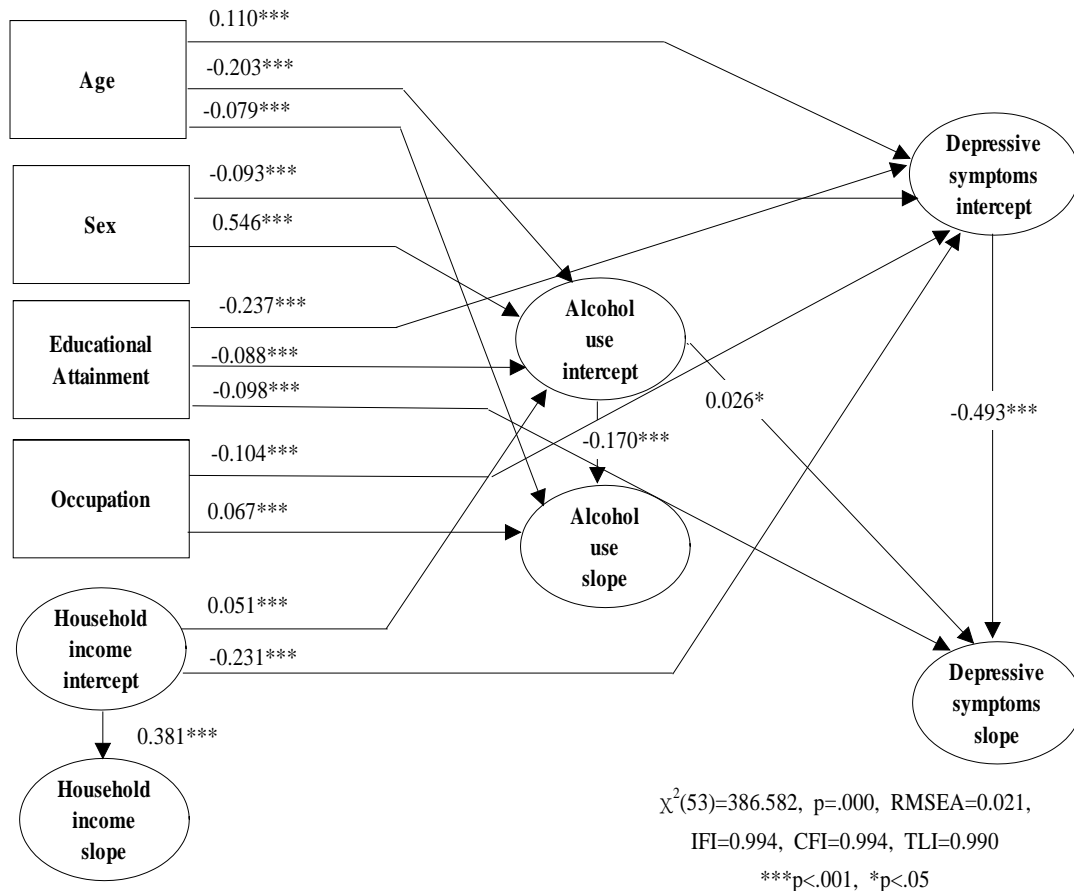 0.110***
Age
-0.203***
-0.079***
Depressive
symptoms
intercept
-0.093***
Sex
0.546***
-0.237***
Educational
Attainment
-0.088***
-0.098***
Alcohol
use
intercept
0.026*
-0.493***
-0.170***
-0.104***
Occupation
0.067***
Alcohol
use
slope
0.051***
Household
income
intercept
-0.231***
Depressive
symptoms
slope
0.381***
Household
income
slope
χ²(53)=386.582, p=.000, RMSEA=0.021,
IFI=0.994, CFI=0.994, TLI=0.990
***p<.001, *p<.05